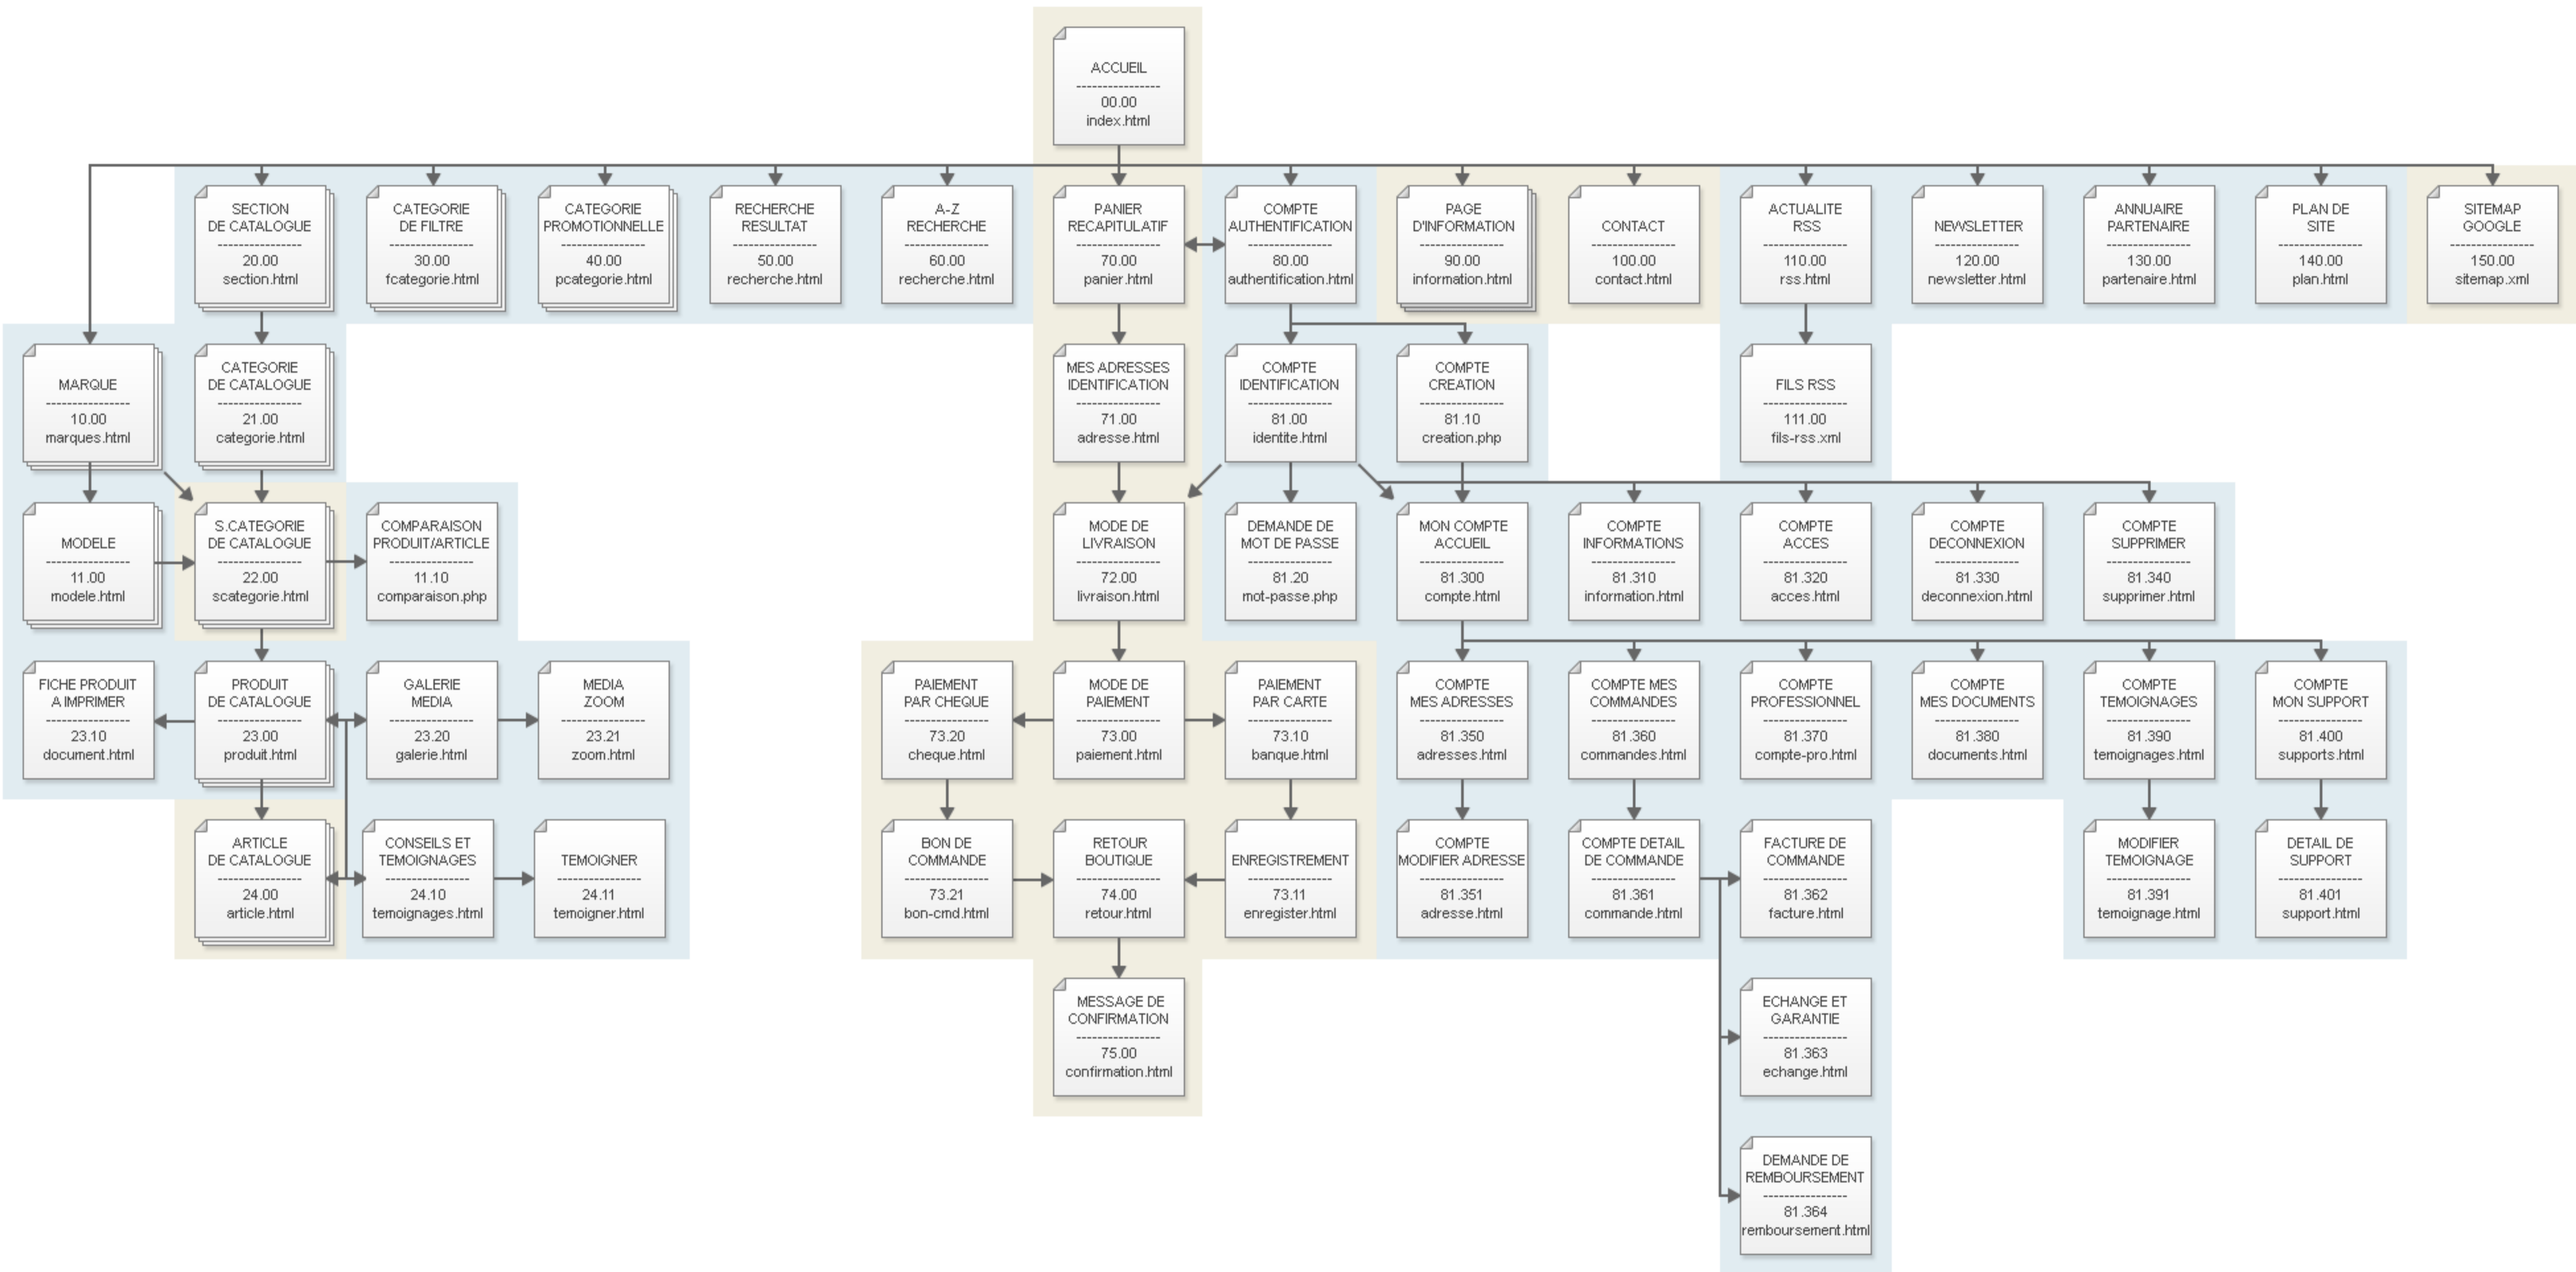 ACCUEIL
----------------
00.00
index.html
SECTION
DE CATALOGUE
----------------
20.00
section.html
CATEGORIE
DE FILTRE
----------------
30.00
fcategorie.html
CATEGORIE
PROMOTIONNELLE
----------------
40.00
pcategorie.html
RECHERCHE
RESULTAT
----------------
50.00
recherche.html
A-Z
RECHERCHE
----------------
60.00
recherche.html
PANIER
RECAPITULATIF
----------------
70.00
panier.html
COMPTE
AUTHENTIFICATION
----------------
80.00
authentification.html
PAGE
D'INFORMATION
----------------
90.00
information.html
CONTACT
----------------
100.00
contact.html
ACTUALITE
RSS
----------------
110.00
rss.html
NEWSLETTER
----------------
120.00
newsletter.html
ANNUAIRE
PARTENAIRE
----------------
130.00
partenaire.html
PLAN DE
SITE
----------------
140.00
plan.html
SITEMAP
GOOGLE
----------------
150.00
sitemap.xml
MARQUE
----------------
10.00
marques.html
CATEGORIE
DE CATALOGUE
----------------
21.00
categorie.html
MES ADRESSES
IDENTIFICATION
----------------
71.00
adresse.html
COMPTE
IDENTIFICATION
----------------
81.00
identite.html
COMPTE
CREATION
----------------
81.10
creation.php
FILS RSS
----------------
111.00
fils-rss.xml
MODELE
----------------
11.00
modele.html
S.CATEGORIE
DE CATALOGUE
----------------
22.00
scategorie.html
COMPARAISON
PRODUIT/ARTICLE
----------------
11.10
comparaison.php
MODE DE
LIVRAISON
----------------
72.00
livraison.html
DEMANDE DE
MOT DE PASSE
----------------
81.20
mot-passe.php
MON COMPTE
ACCUEIL
----------------
81.300
compte.html
COMPTE
INFORMATIONS
----------------
81.310
information.html
COMPTE
ACCES
----------------
81.320
acces.html
COMPTE
DECONNEXION
----------------
81.330
deconnexion.html
COMPTE
SUPPRIMER
----------------
81.340
supprimer.html
FICHE PRODUIT
A IMPRIMER
----------------
23.10
document.html
PRODUIT
DE CATALOGUE
----------------
23.00
produit.html
GALERIE
MEDIA
----------------
23.20
galerie.html
MEDIA
ZOOM
----------------
23.21
zoom.html
PAIEMENT
PAR CHEQUE
----------------
73.20
cheque.html
MODE DE
PAIEMENT
----------------
73.00
paiement.html
PAIEMENT
PAR CARTE
----------------
73.10
banque.html
COMPTE
MES ADRESSES
----------------
81.350
adresses.html
COMPTE MES
COMMANDES
----------------
81.360
commandes.html
COMPTE
PROFESSIONNEL
----------------
81.370
compte-pro.html
COMPTE
MES DOCUMENTS
----------------
81.380
documents.html
COMPTE
TEMOIGNAGES
----------------
81.390
temoignages.html
COMPTE
MON SUPPORT
----------------
81.400
supports.html
ARTICLE
DE CATALOGUE
----------------
24.00
article.html
CONSEILS ET
TEMOIGNAGES
----------------
24.10
temoignages.html
TEMOIGNER
----------------
24.11
temoigner.html
BON DE
COMMANDE
----------------
73.21
bon-cmd.html
RETOUR
BOUTIQUE
----------------
74.00
retour.html
ENREGISTREMENT
----------------
73.11
enregister.html
COMPTE
MODIFIER ADRESSE
----------------
81.351
adresse.html
COMPTE DETAIL
DE COMMANDE
----------------
81.361
commande.html
FACTURE DE
COMMANDE
----------------
81.362
facture.html
MODIFIER
TEMOIGNAGE
----------------
81.391
temoignage.html
DETAIL DE
SUPPORT
----------------
81.401
support.html
MESSAGE DE
CONFIRMATION
----------------
75.00
confirmation.html
ECHANGE ET
GARANTIE
----------------
81.363
echange.html
DEMANDE DE
REMBOURSEMENT
----------------
81.364
remboursement.html